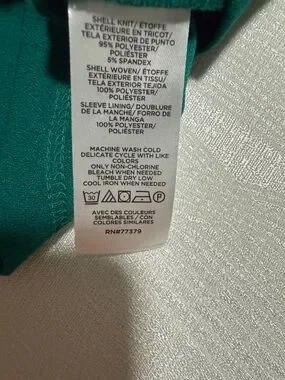 SHELL KNIT/ ÉTOFFE
EXTÉRIEURE EN TRICOT/
TELA EXTERIOR DE PUNTO
95% POLYESTER/
POLIÉSTER
5% SPANDEX
SHELL WOVEN/ ÉTOFFE
EXTÉRIEURE EN TISSU/
TELA EXTERIOR TEJIDA
100% POLYESTER/
POLIÉSTER
SLEEVE LINING/ DOUBLURE
DE LA MANCHE/ FORRO DE
LA MANGA
100% POLYESTER/
POLIÉSTER
MACHINE WASH COLD
DELICATE CYCLE WITH LIKE
COLORS
ONLY NON-CHLORINE
BLEACH WHEN NEEDED
TUMBLE DRY LOW
COOL IRON WHEN NEEDED
30 P
AVEC DES COULEURS
SEMBLABLES / CON
COLORES SIMILARES
RN#77379